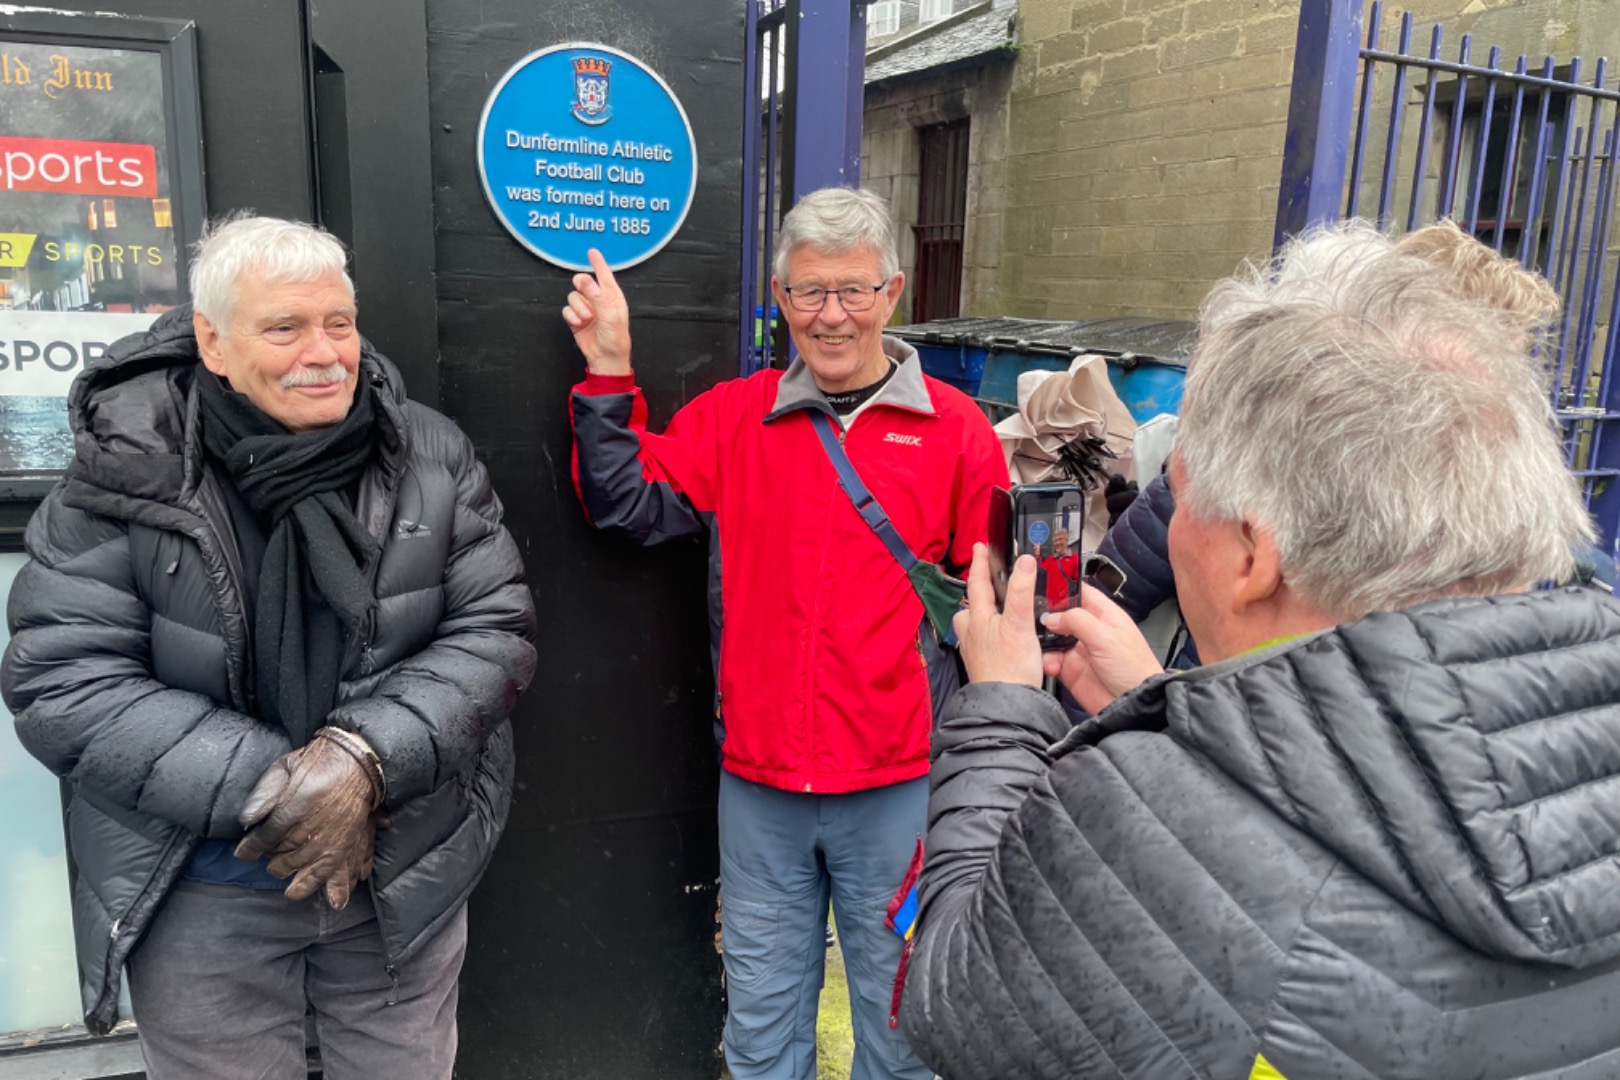 ld Inn
sports
R SPORTS
SPOR
Dunfermline Athletic
Football Club
was formed here on
2nd June 1885
CRAFT
SWIX